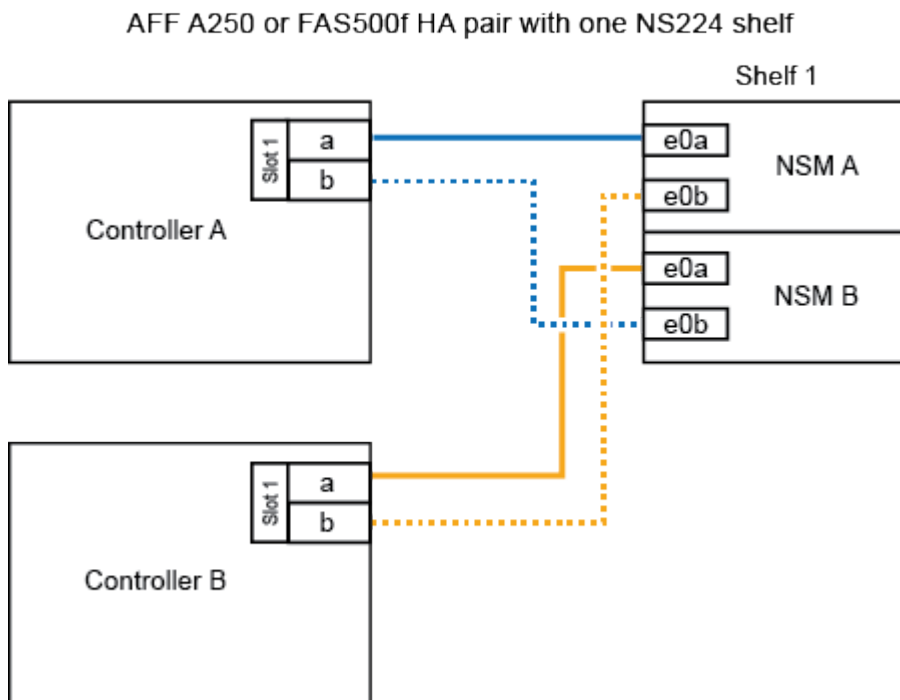 AFF A250 or FAS500f HA pair with one NS224 shelf
Shelf 1
Slot 1
a
b
Controller A
e0a
e0b
NSM A
e0a
e0b
NSM B
Slot 1
a
b
Controller B